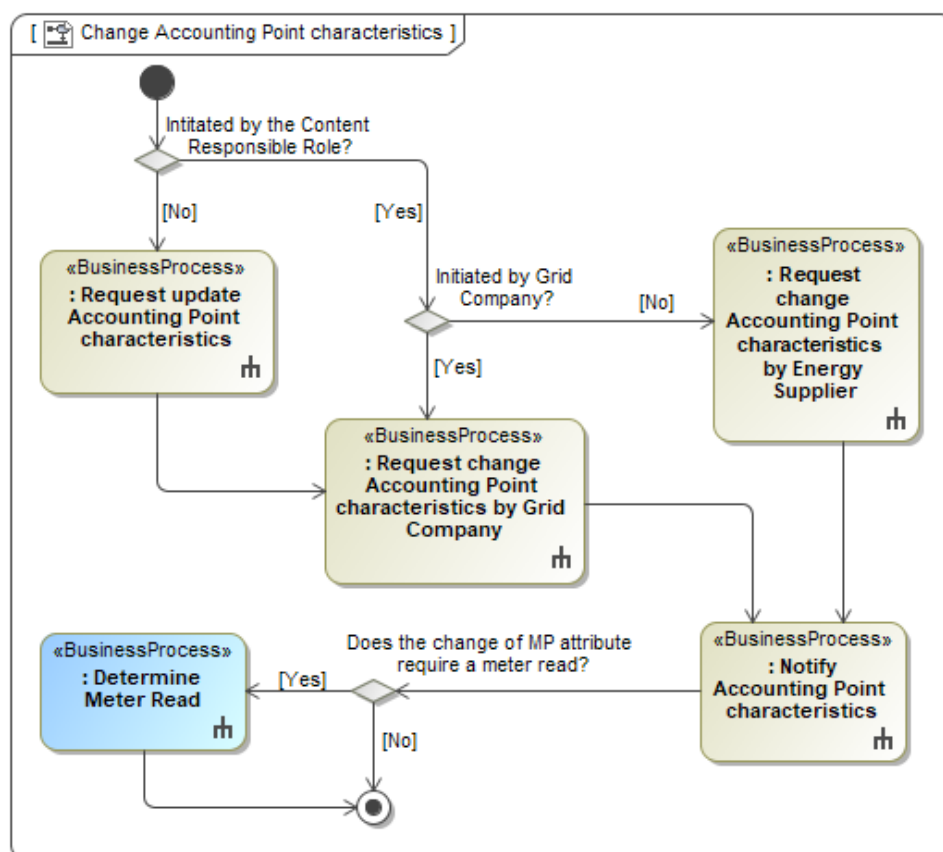 [ Change Accounting Point characteristics ]
Intitated by the Content
Responsible Role?
[No]
[Yes]
«BusinessProcess»
: Request update
Accounting Point
characteristics
Initiated by Grid
Company?
[No]
[Yes]
«BusinessProcess»
: Request
change
Accounting Point
characteristics
by Energy
Supplier
«BusinessProcess»
: Request change
Accounting Point
characteristics by Grid
Company
«BusinessProcess»
: Notify
Accounting Point
characteristics
Does the change of MP attribute
require a meter read?
[Yes]
[No]
«BusinessProcess»
: Determine
Meter Read